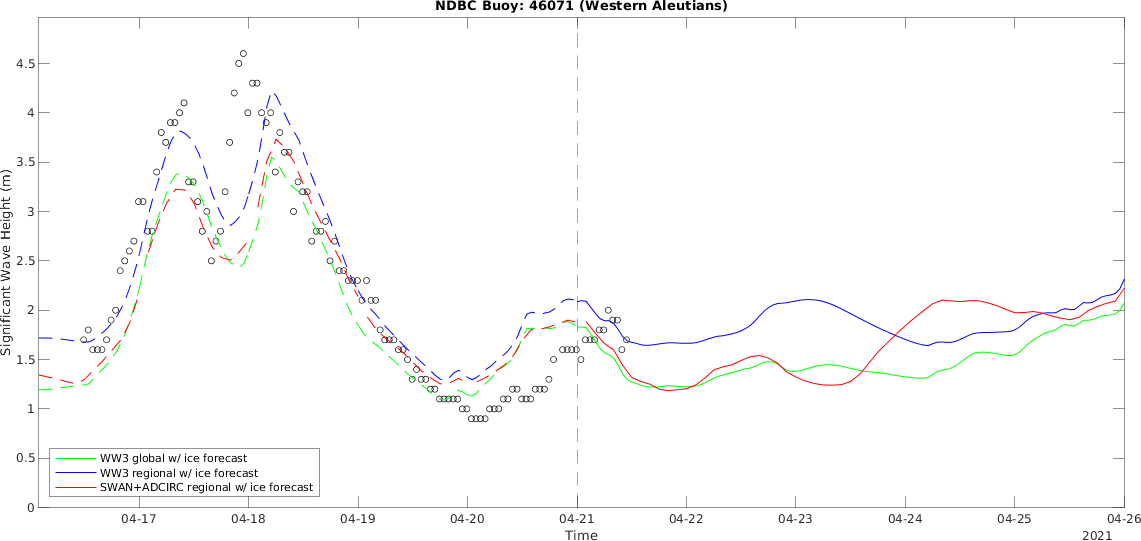 NDBC Buoy: 46071 (Western Aleutians)
Significant Wave Height (m)
4.5
4
3.5
3
2.5
2
1.5
1
0.5
0
WW3 global w/ ice forecast
WW3 regional w/ ice forecast
SWAN+ADCIRC regional w/ ice forecast
04-17 04-18 04-19 04-20 04-21 04-22 04-23 04-24 04-25 04-26
Time
2021